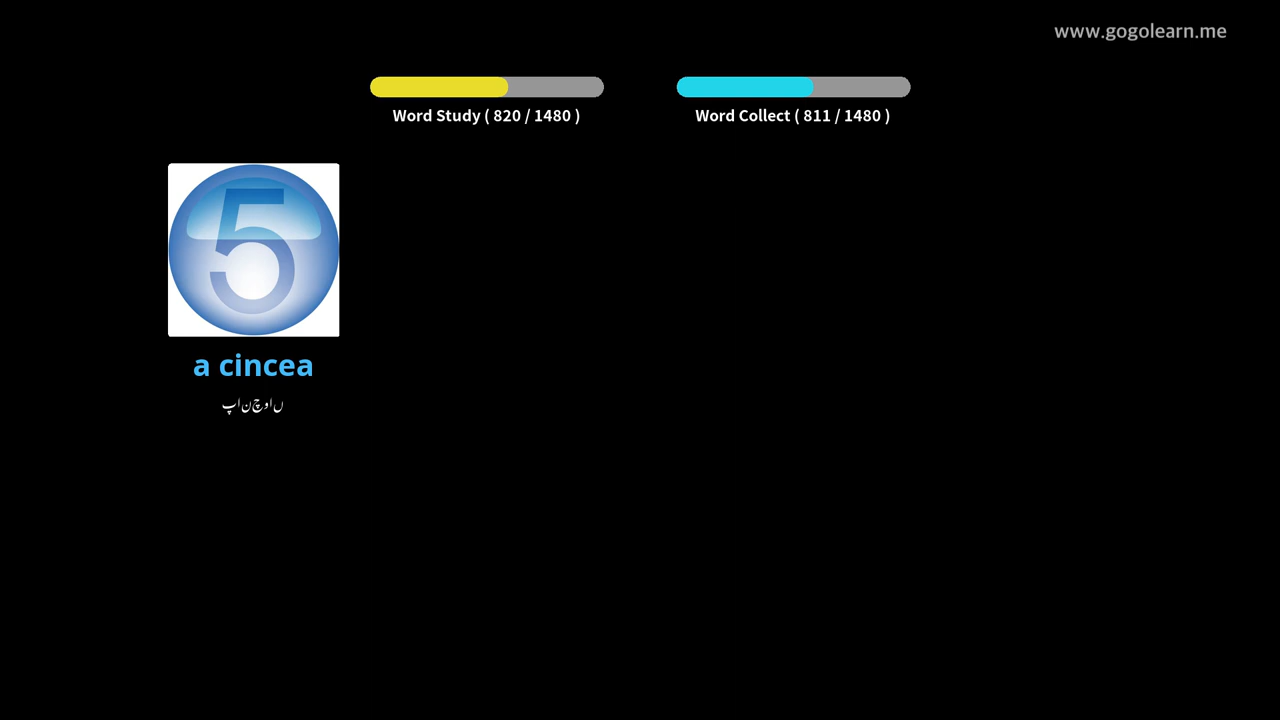 www.gogolearn.me
Word Study ( 820 / 1480 )
Word Collect ( 811 / 1480 )
5
a cincea
پانچواں